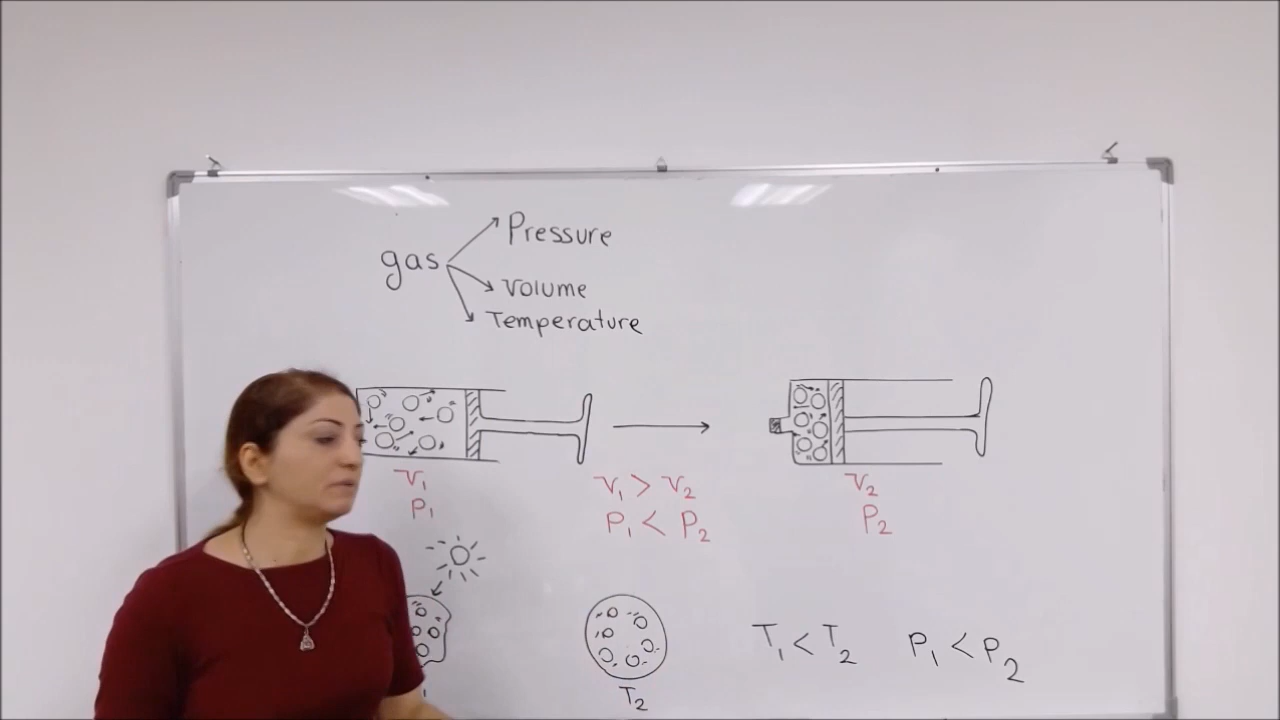 gas
Pressure
Volume
Temperature
V₁
P₁
V₁ > V₂
P₁ < P₂
V₂
P₂
T₂
T₁ < T₂ P₁ < P₂